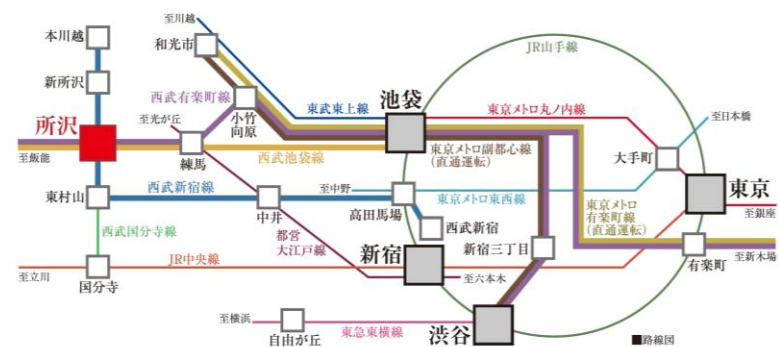 至川越
本川越
和光市
JR山手線
新所沢
西武有楽町線
小竹
向原
東武東上線
池袋
東京メトロ丸ノ内線
至光が丘
至日本橋
所沢
至飯能
練馬
西武池袋線
東京メトロ副都心線
(直通運転)
大手町
東村山
西武新宿線
中井
至中野
高田馬場
東京メトロ東西線
東京
至銀座
西武国分寺線
都営
大江戸線
西武新宿
東京メトロ
有楽町線
(直通運転)
新宿
新宿三丁目
JR中央線
至立川
国分寺
至六本木
有楽町
至新木場
至横浜
自由が丘
東急東横線
渋谷
■路線図